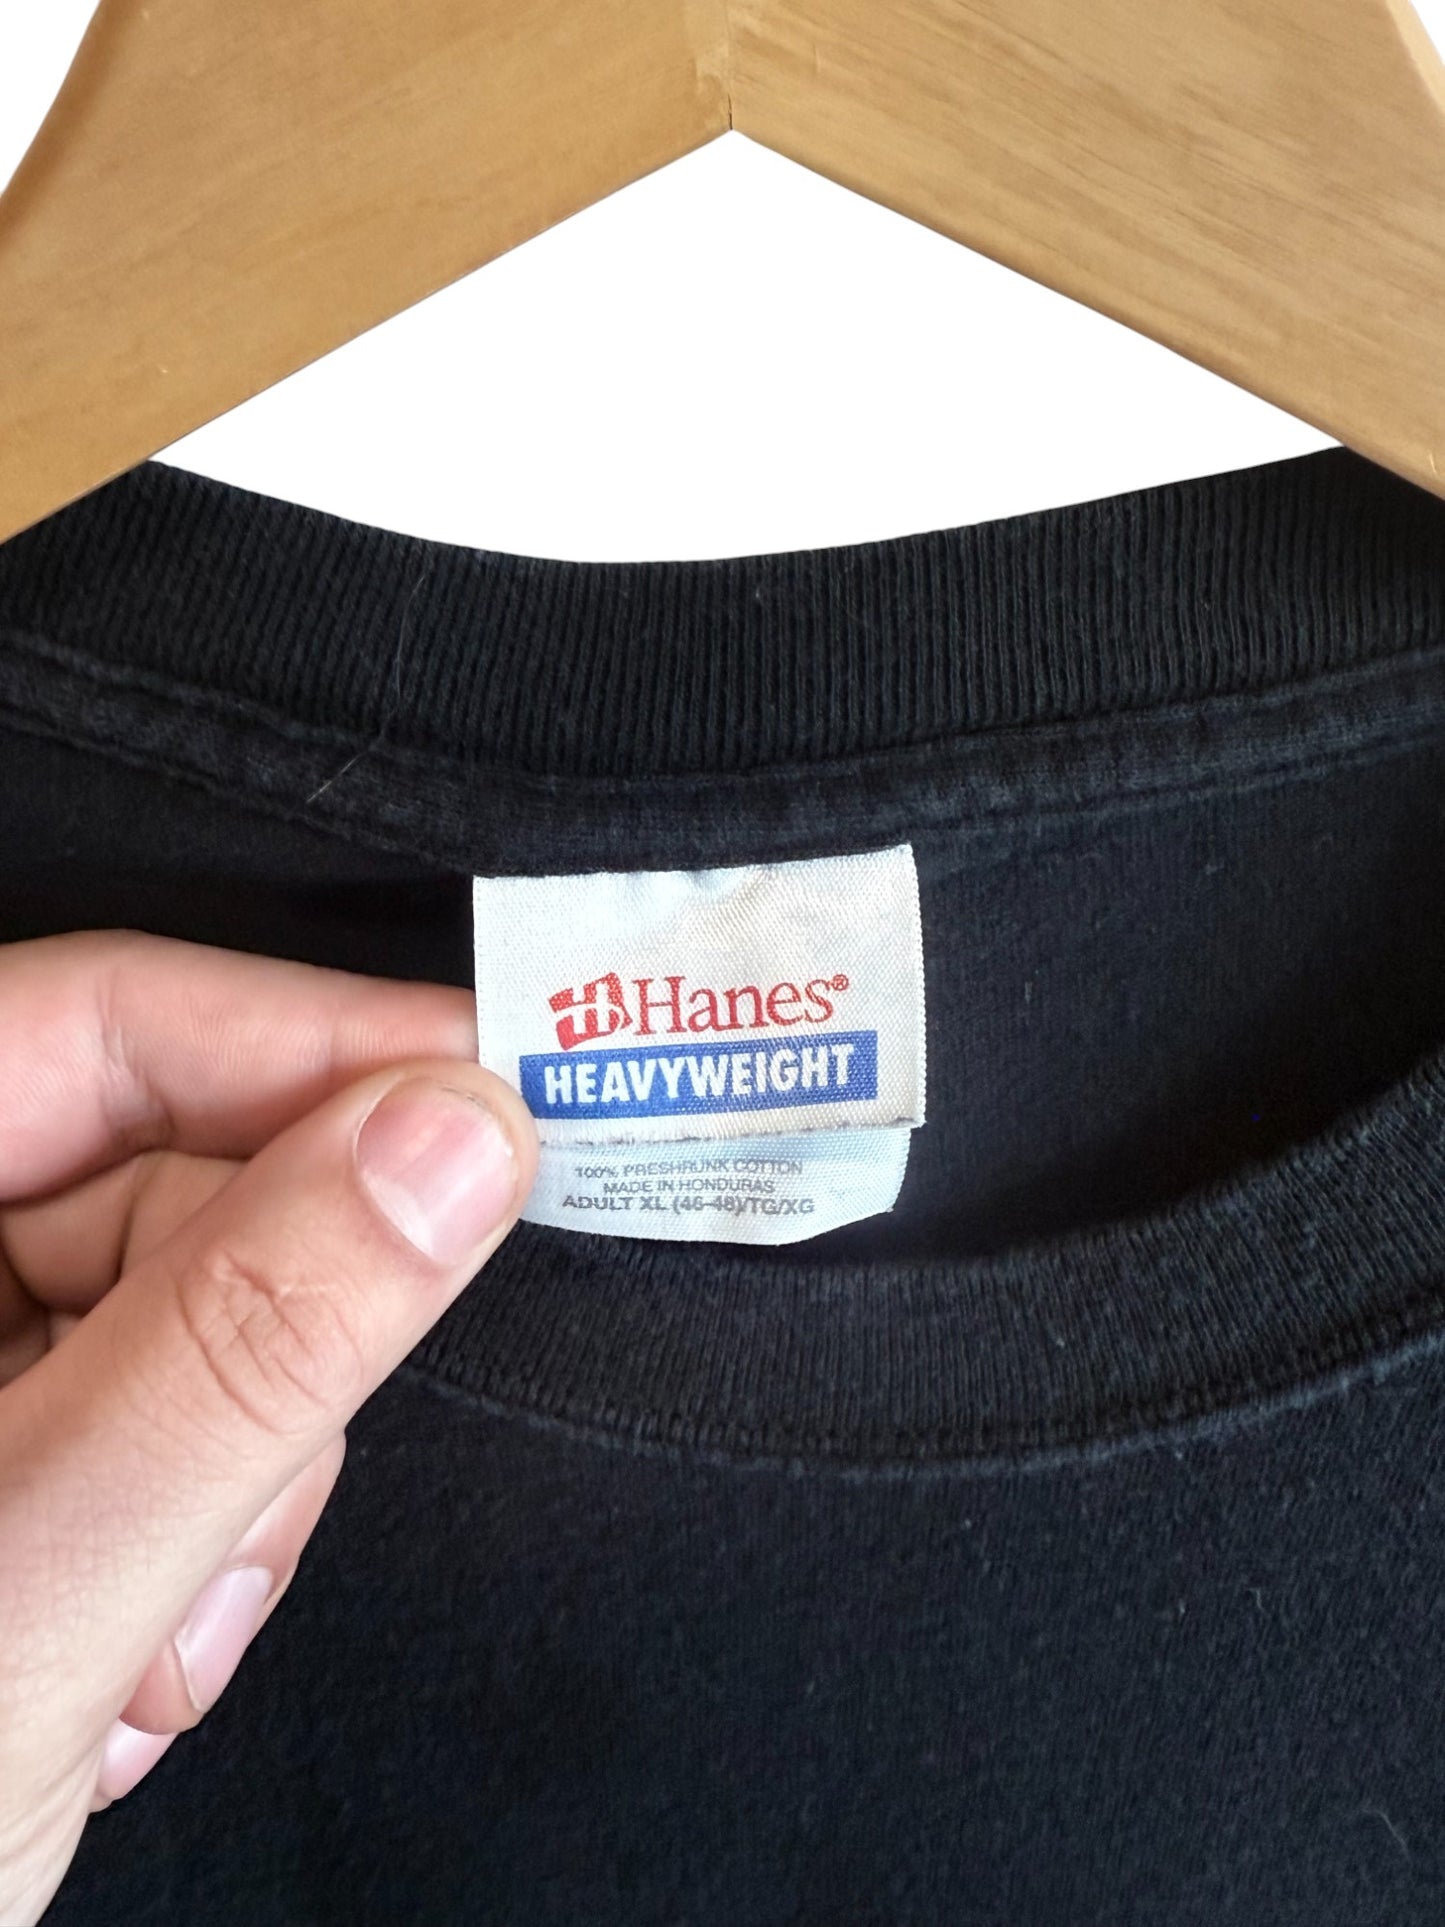 Hanes®
HEAVYWEIGHT
100% PRESHRUNK COTTON
MADE IN HONDURAS
ADULT XL (46-48)/TG/XG